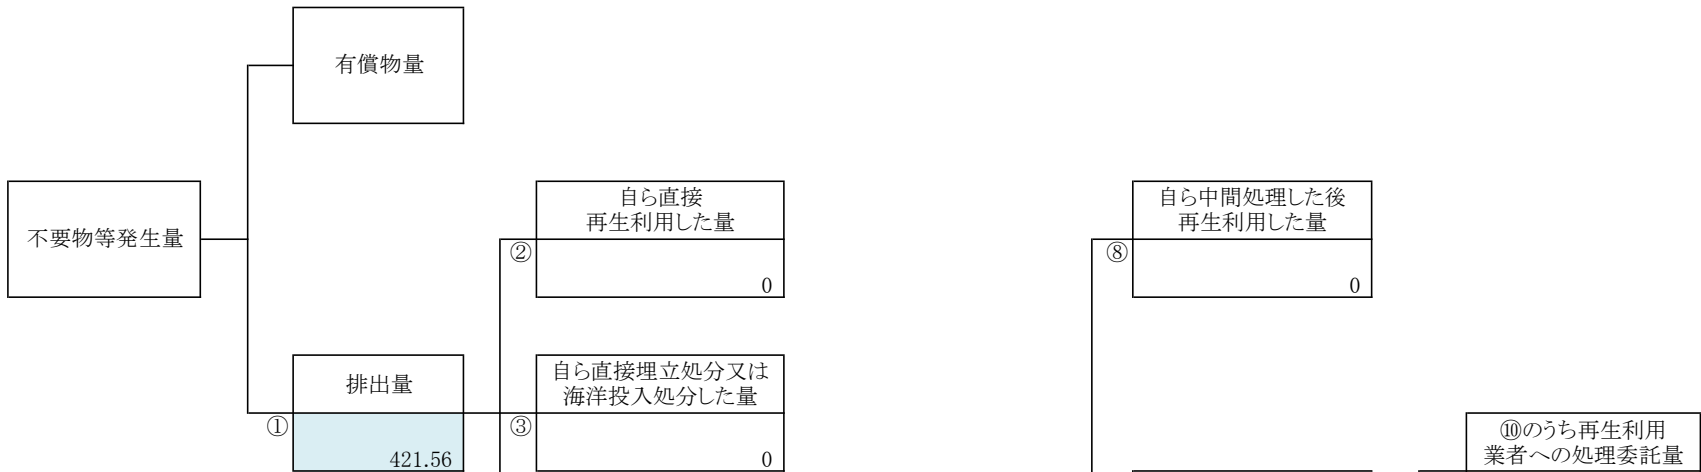 有償物量
不要物等発生量
自ら直接
再生利用した量
②
0
自ら中間処理した後
再生利用した量
⑧
0
排出量
①
421.56
自ら直接埋立処分又は
海洋投入処分した量
③
0
⑩のうち再生利用
業者への処理委託量